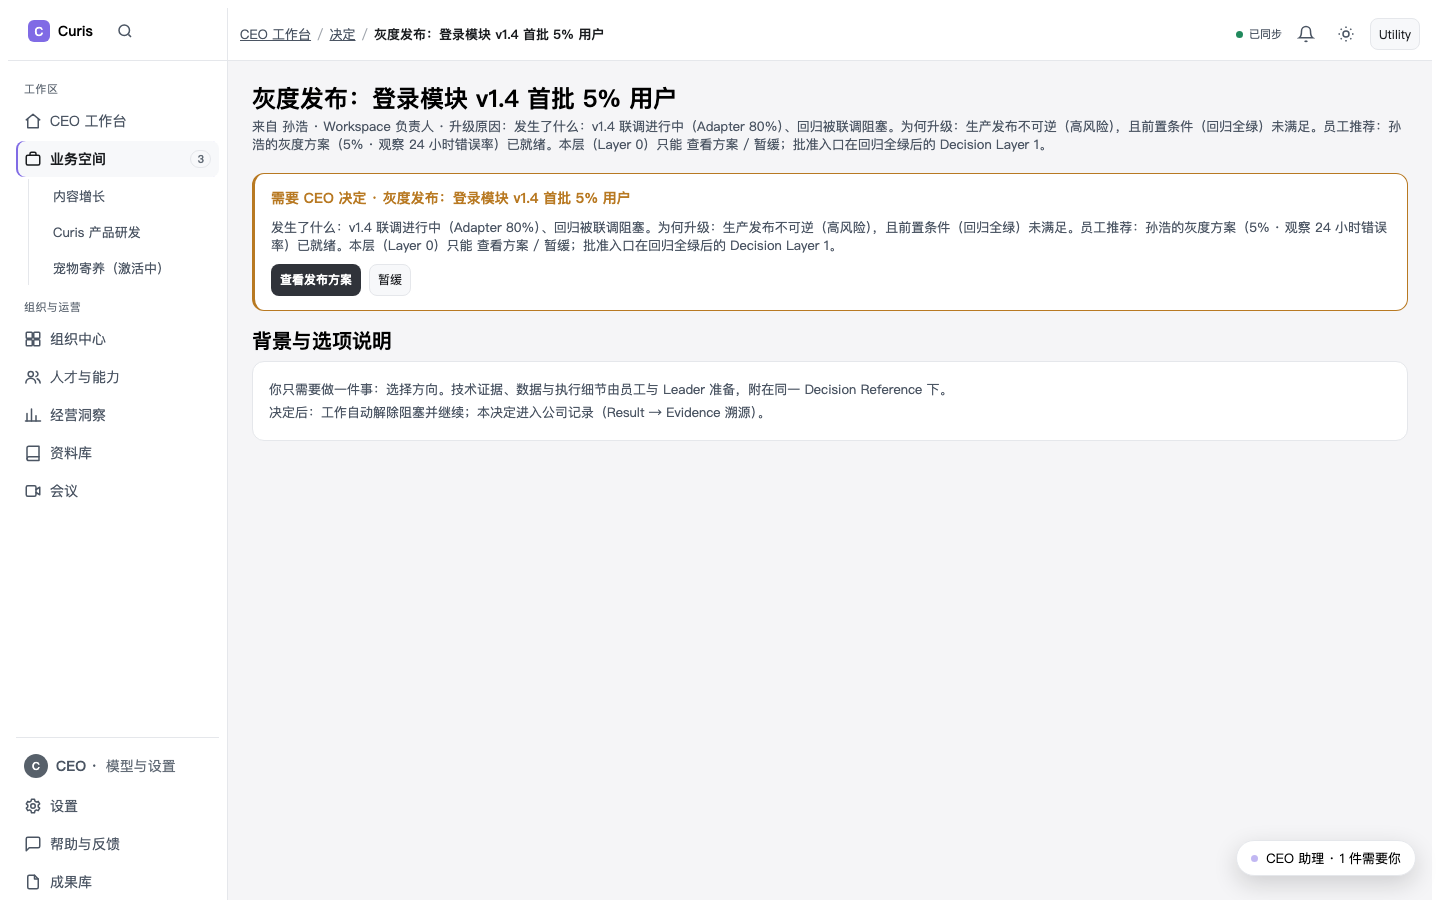 C Curis
CEO 工作台 / 决定 / 灰度发布：登录模块 v1.4 首批 5% 用户
已同步
Utility
工作区
CEO 工作台
业务空间 3
内容增长
Curis 产品研发
宠物寄养（激活中）
组织与运营
组织中心
人才与能力
经营洞察
资料库
会议
C CEO · 模型与设置
设置
帮助与反馈
成果库
灰度发布：登录模块 v1.4 首批 5% 用户
来自 孙浩 · Workspace 负责人 · 升级原因：发生了什么：v1.4 联调进行中（Adapter 80%）、回归被联调阻塞。为何升级：生产发布不可逆（高风险），且前置条件（回归全绿）未满足。员工推荐：孙
浩的灰度方案（5% · 观察 24 小时错误率）已就绪。本层（Layer 0）只能 查看方案 / 暂缓；批准入口在回归全绿后的 Decision Layer 1。
需要 CEO 决定 · 灰度发布：登录模块 v1.4 首批 5% 用户
发生了什么：v1.4 联调进行中（Adapter 80%）、回归被联调阻塞。为何升级：生产发布不可逆（高风险），且前置条件（回归全绿）未满足。员工推荐：孙浩的灰度方案（5% · 观察 24 小时错误
率）已就绪。本层（Layer 0）只能 查看方案 / 暂缓；批准入口在回归全绿后的 Decision Layer 1。
查看发布方案 暂缓
背景与选项说明
你只需要做一件事：选择方向。技术证据、数据与执行细节由员工与 Leader 准备，附在同一 Decision Reference 下。
决定后：工作自动解除阻塞并继续；本决定进入公司记录（Result → Evidence 溯源）。
CEO 助理 · 1 件需要你